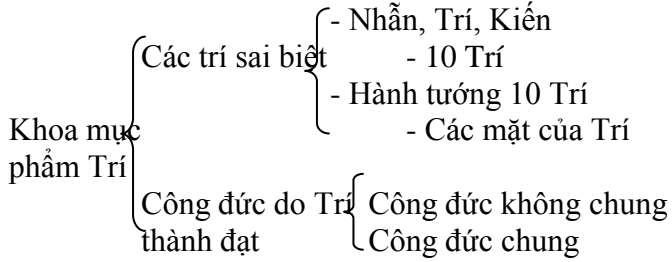 - Nhẫn, Trí, Kiến
Các trí sai biệt - 10 Trí
- Hành tướng 10 Trí
Khoa mục - Các mặt của Trí
phẩm Trí
Công đức do Trí Công đức không chung
thành đạt Công đức chung